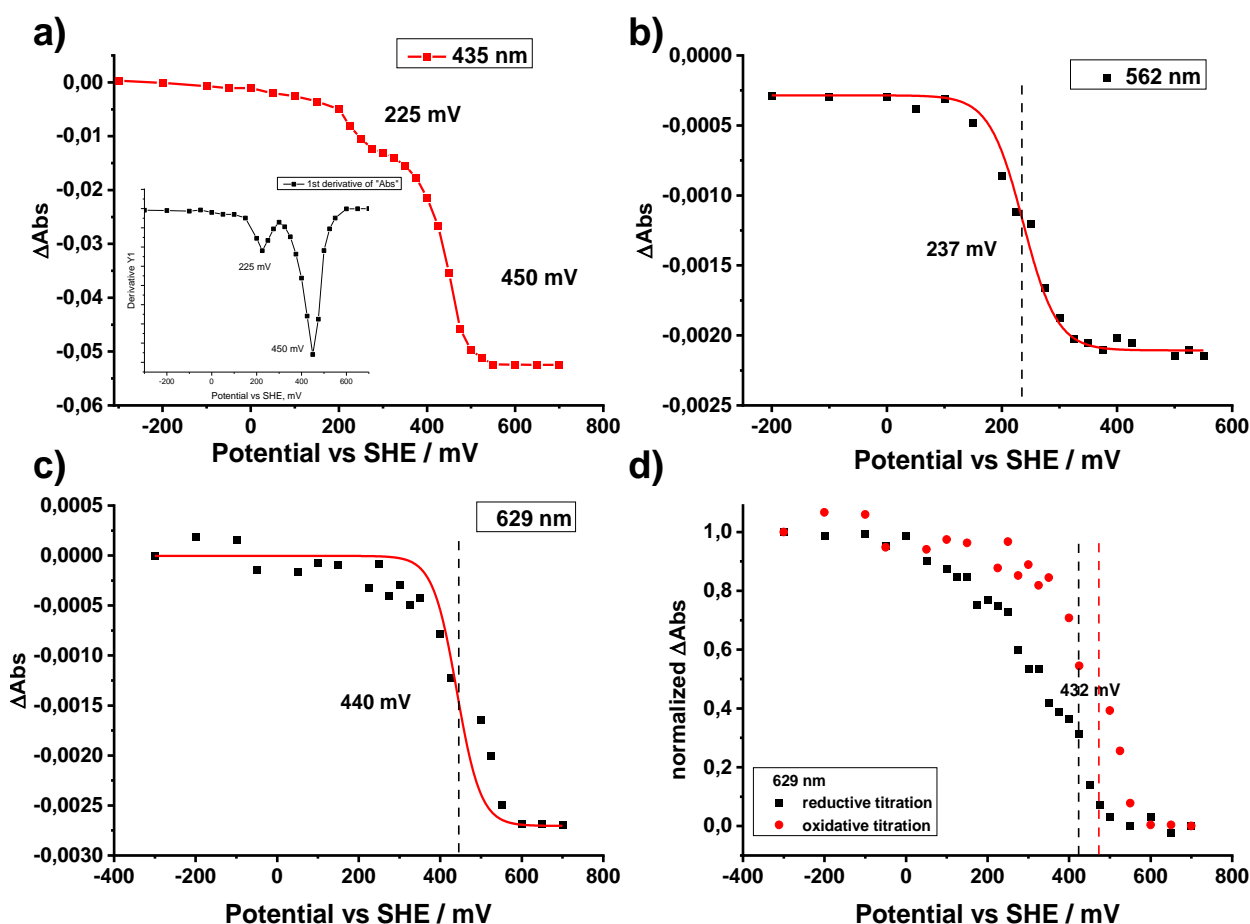 a)
435 nm
0,00
-0,01
-0,02
-0,03
-0,04
-0,05
-0,06
ΔAbs
225 mV
450 mV
-200 0 200 400 600 800
Potential vs SHE / mV
1st derivative of "Abs"
Derivative Y1
225 mV
450 mV
-200 0 200 400 600
Potential vs SHE, mV
b)
562 nm
0,0000
-0,0005
-0,0010
-0,0015
-0,0020
-0,0025
ΔAbs
237 mV
-200 0 200 400 600
Potential vs SHE / mV
c)
629 nm
0,0005
0,0000
-0,0005
-0,0010
-0,0015
-0,0020
-0,0025
-0,0030
ΔAbs
440 mV
-400 -200 0 200 400 600 800
Potential vs SHE / mV
d)
1,0
0,8
0,6
0,4
0,2
0,0
normalized ΔAbs
432 mV
629 nm
reductive titration
oxidative titration
-400 -200 0 200 400 600 800
Potential vs SHE / mV